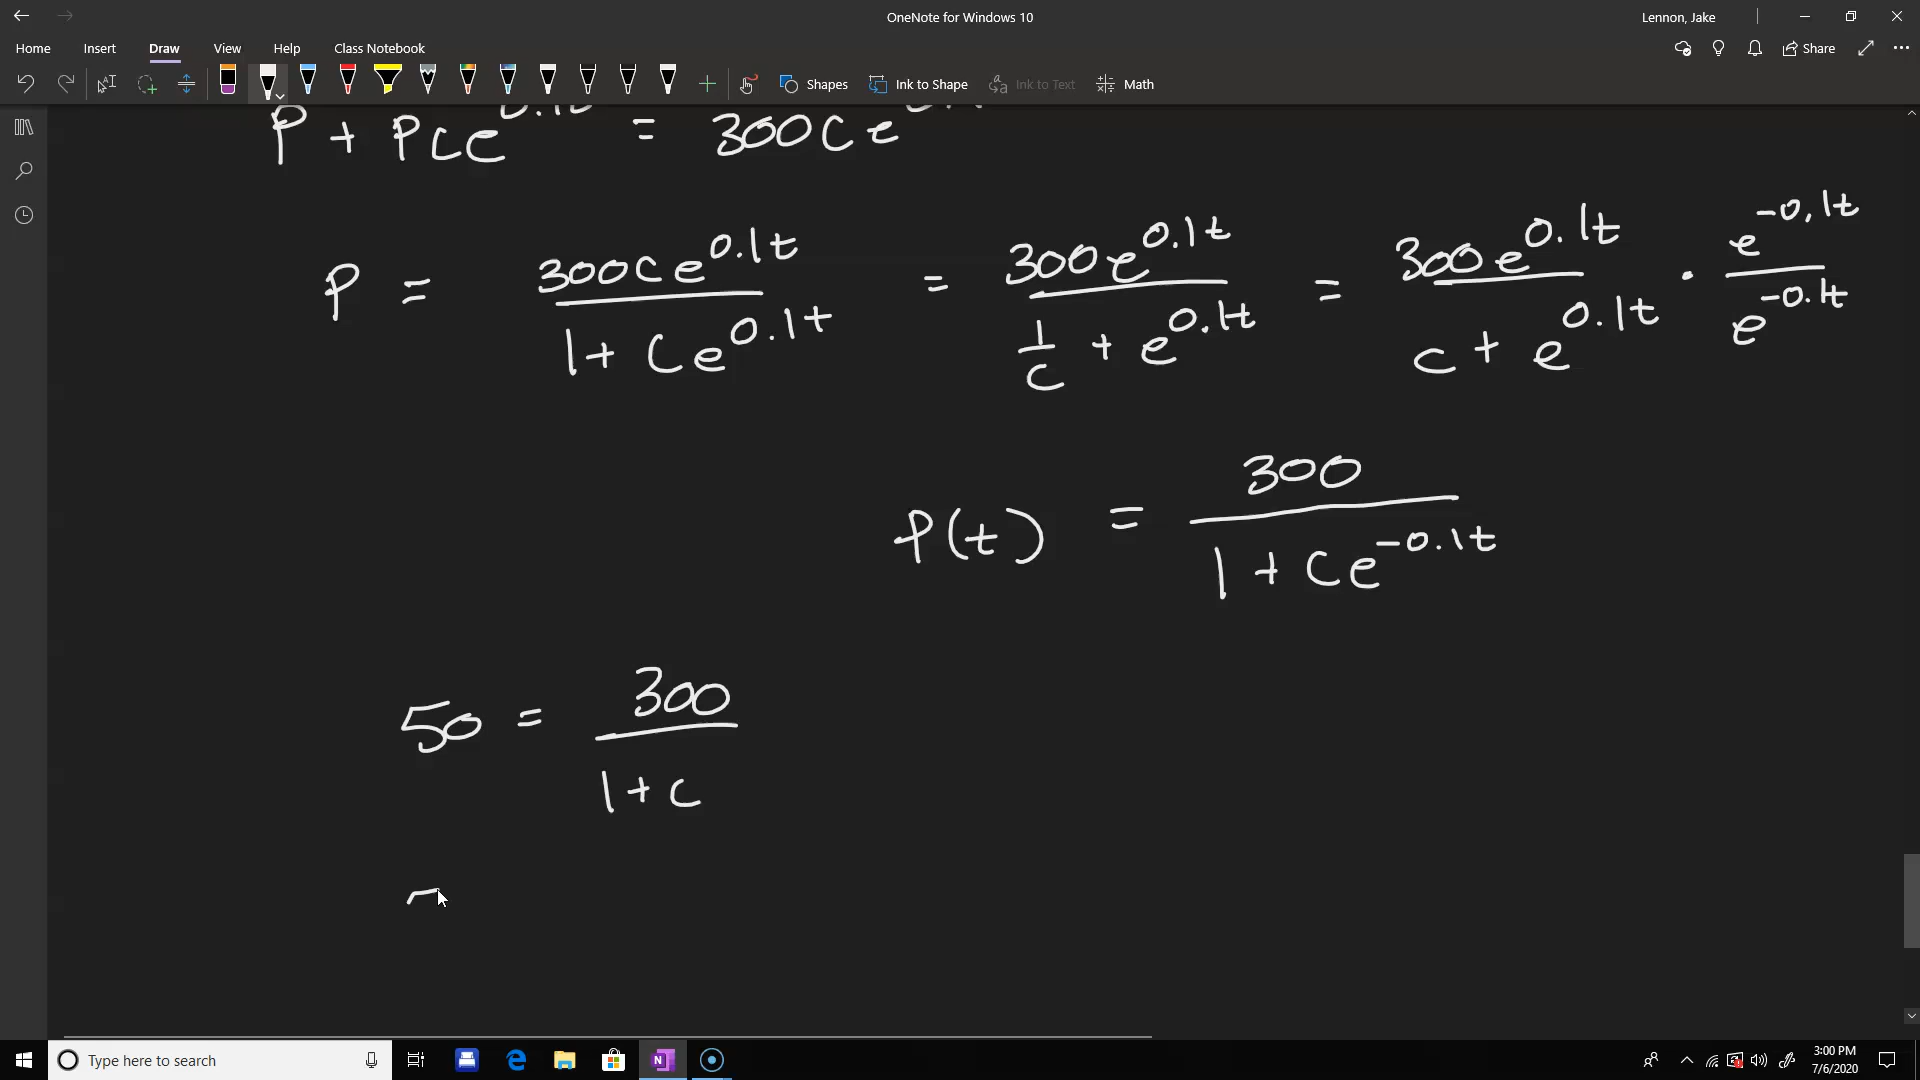 OneNote for Windows 10
Lennon, Jake
Home Insert Draw View Help Class Notebook
Share
Shapes Ink to Shape Ink to Text Math
P + PCe^0.1t = 300Ce
P = 300Ce^0.1t / 1 + Ce^0.1t = 300e^0.1t / 1/C + e^0.1t = 300e^0.1t / C + e^0.1t · e^-0.1t / e^-0.1t
P(t) = 300 / 1 + Ce^-0.1t
50 = 300 / 1 + C
Type here to search
3:00 PM
7/6/2020